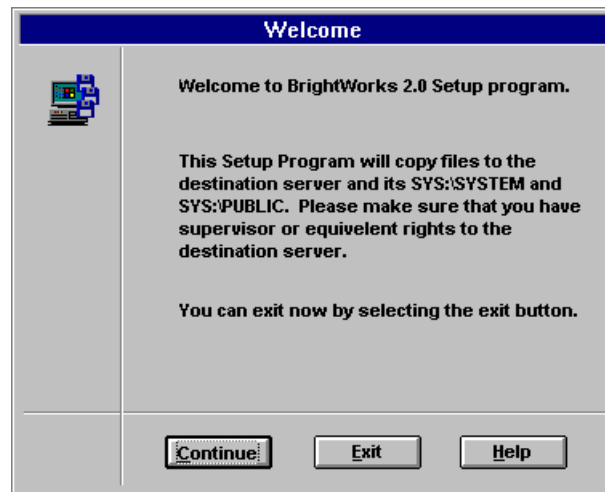 Welcome
Welcome to BrightWorks 2.0 Setup program.
This Setup Program will copy files to the
destination server and its SYS:\SYSTEM and
SYS:\PUBLIC. Please make sure that you have
supervisor or equivelent rights to the
destination server.
You can exit now by selecting the exit button.
Continue
Exit
Help